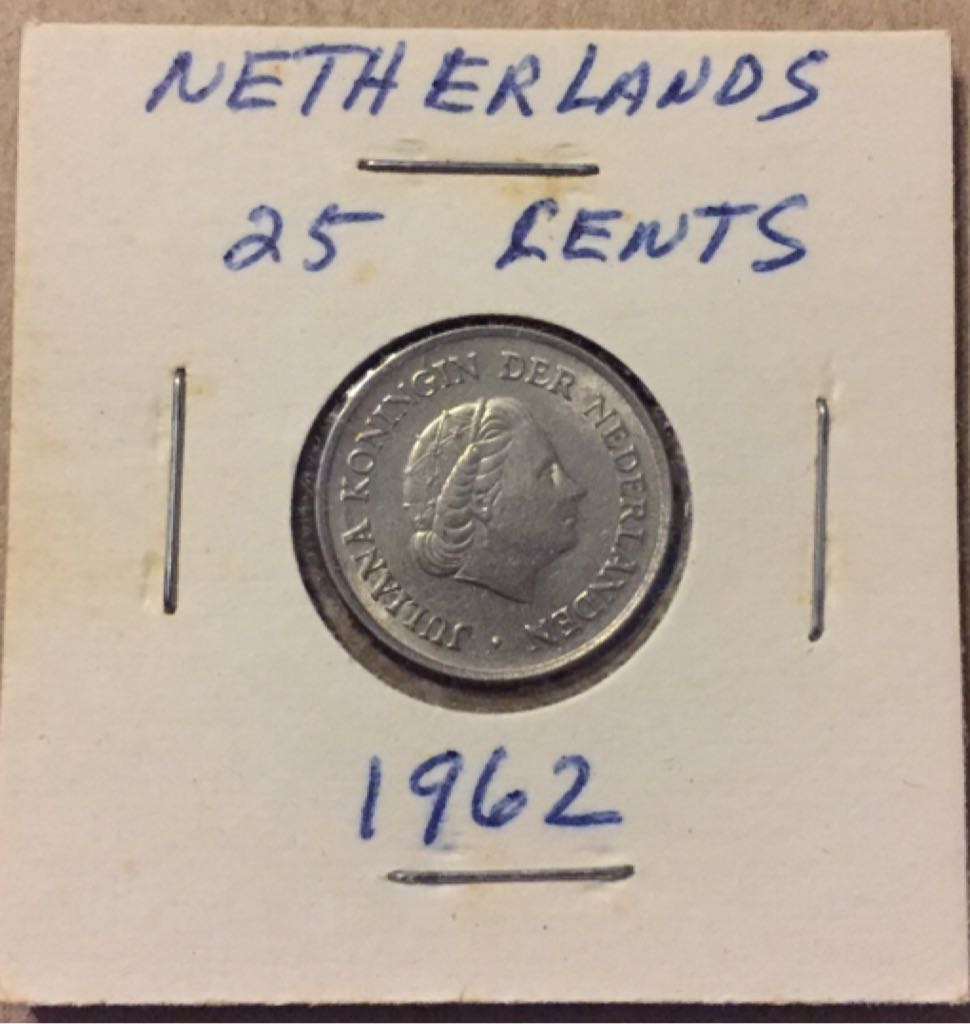 NETHERLANDS
25 CENTS
JULIANA KONINGIN DER NEDERLANDEN ·
1962